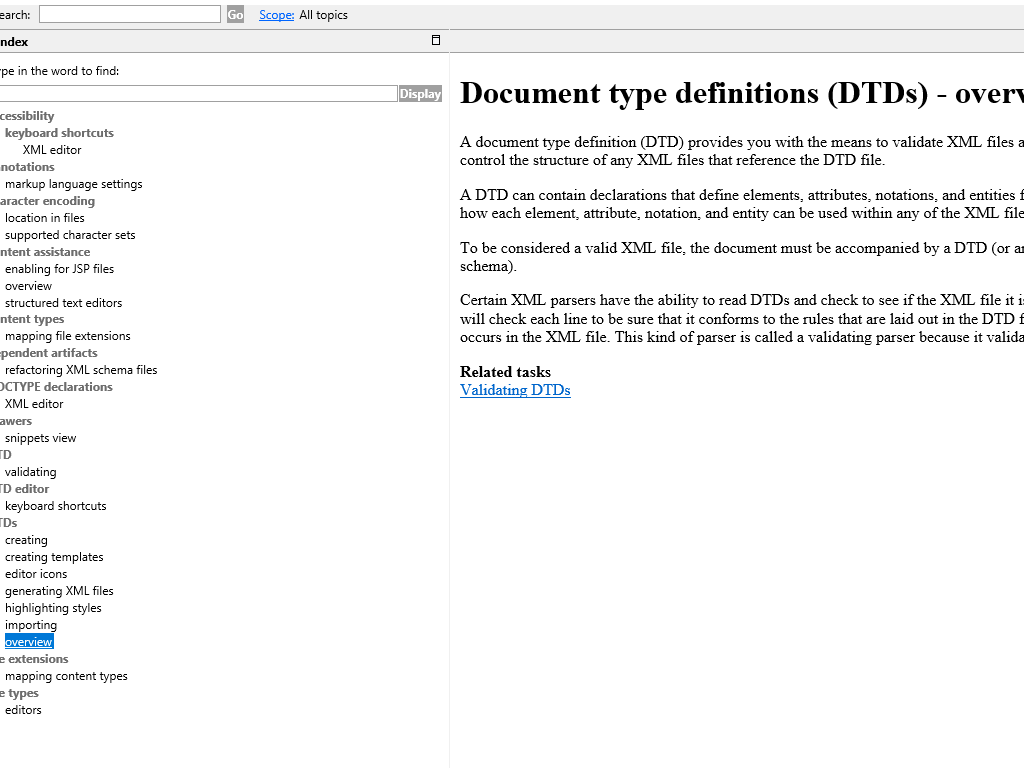 earch: Go Scope: All topics
ndex
pe in the word to find:
Display
cessibility
keyboard shortcuts
XML editor
notations
markup language settings
aracter encoding
location in files
supported character sets
ntent assistance
enabling for JSP files
overview
structured text editors
ntent types
mapping file extensions
ependent artifacts
refactoring XML schema files
OCTYPE declarations
XML editor
awers
snippets view
TD
validating
TD editor
keyboard shortcuts
TDs
creating
creating templates
editor icons
generating XML files
highlighting styles
importing
overview
e extensions
mapping content types
e types
editors
Document type definitions (DTDs) - overv
A document type definition (DTD) provides you with the means to validate XML files a
control the structure of any XML files that reference the DTD file.
A DTD can contain declarations that define elements, attributes, notations, and entities f
how each element, attribute, notation, and entity can be used within any of the XML file
To be considered a valid XML file, the document must be accompanied by a DTD (or an
schema).
Certain XML parsers have the ability to read DTDs and check to see if the XML file it is
will check each line to be sure that it conforms to the rules that are laid out in the DTD f
occurs in the XML file. This kind of parser is called a validating parser because it valida
Related tasks
Validating DTDs